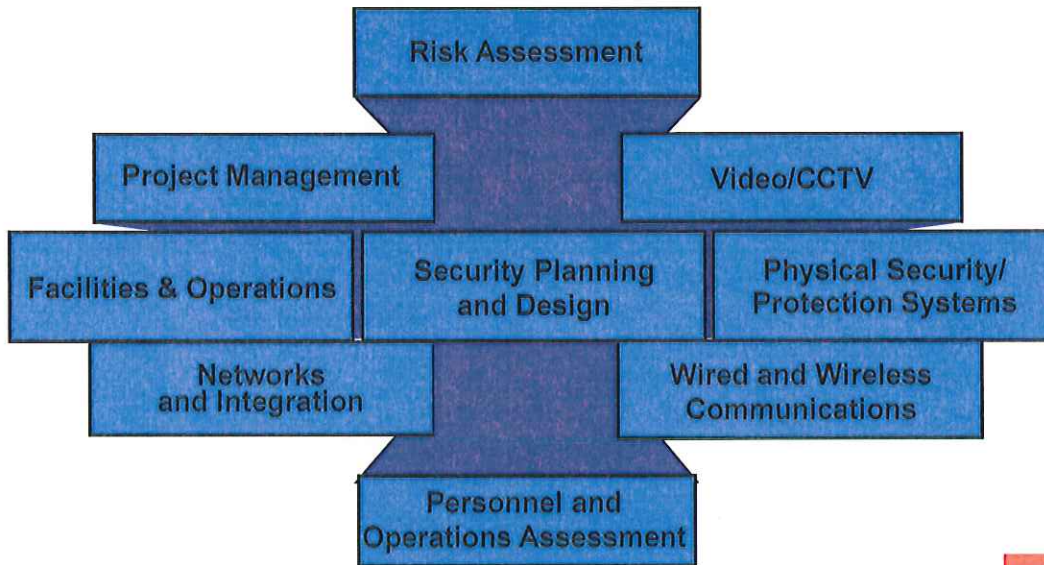 Risk Assessment
Project Management
Video/CCTV
Facilities & Operations
Security Planning
and Design
Physical Security/
Protection Systems
Networks
and Integration
Wired and Wireless
Communications
Personnel and
Operations Assessment